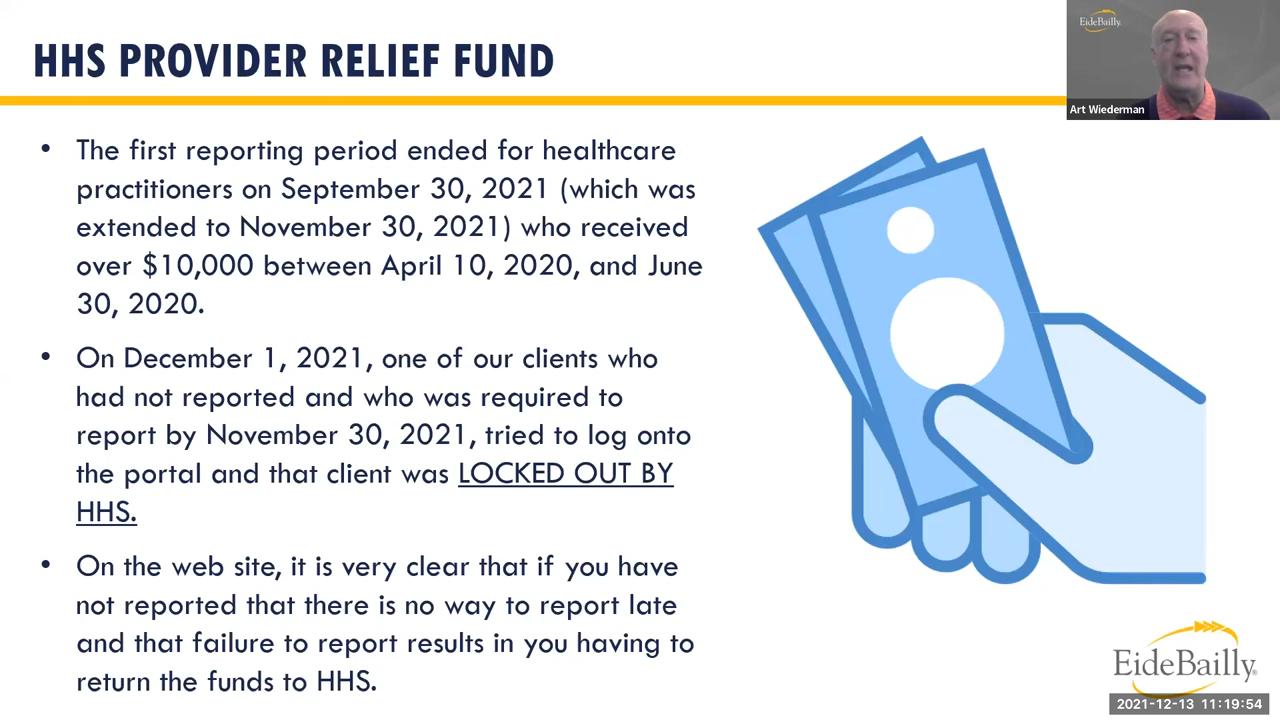 HHS PROVIDER RELIEF FUND
EideBailly.
Art Wiederman
• The first reporting period ended for healthcare
practitioners on September 30, 2021 (which was
extended to November 30, 2021) who received
over $10,000 between April 10, 2020, and June
30, 2020.
• On December 1, 2021, one of our clients who
had not reported and who was required to
report by November 30, 2021, tried to log onto
the portal and that client was LOCKED OUT BY
HHS.
• On the web site, it is very clear that if you have
not reported that there is no way to report late
and that failure to report results in you having to
return the funds to HHS.
EideBailly®
2021-12-13 11:19:54